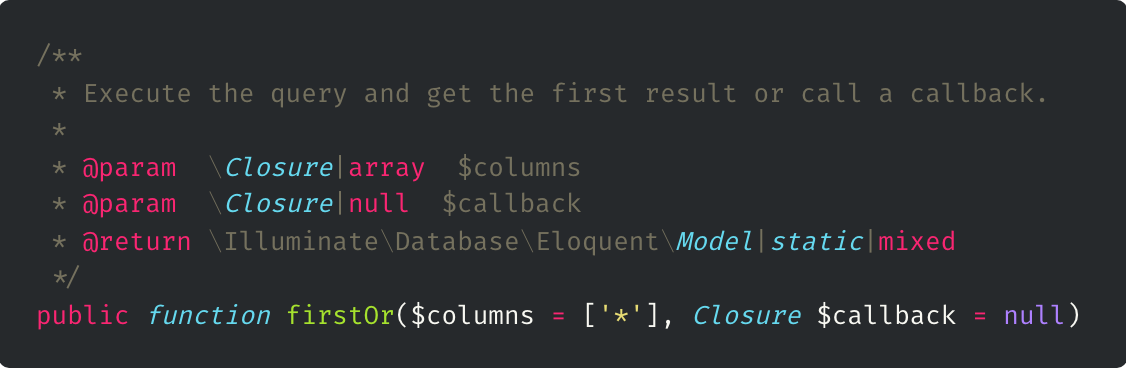 /**
 * Execute the query and get the first result or call a callback.
 *
 * @param  \Closure|array  $columns
 * @param  \Closure|null  $callback
 * @return \Illuminate\Database\Eloquent\Model|static|mixed
 */
public function firstOr($columns = ['*'], Closure $callback = null)